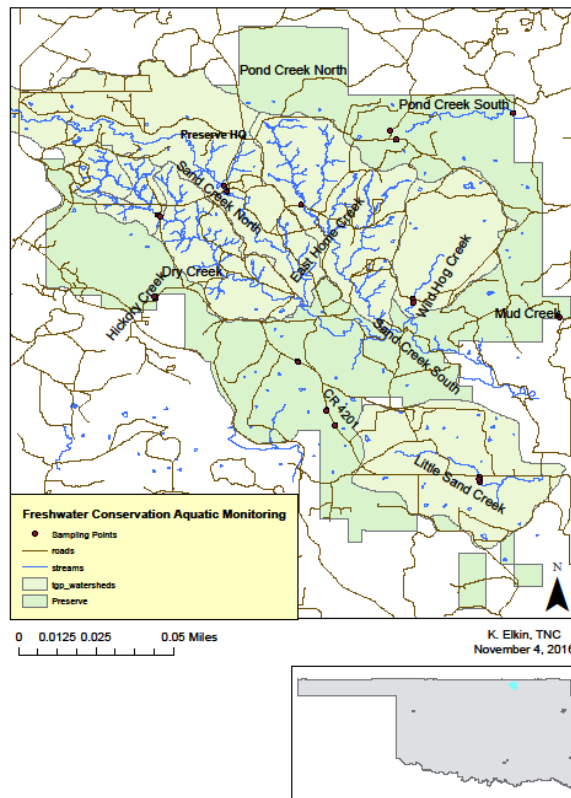 Pond Creek North
Pond Creek South
Preserve HQ
Sand Creek North
East Home Creek
Dry Creek
Hickory Creek
Wild Hog Creek
Mud Creek
Sand Creek South
CR 4201
Little Sand Creek
Freshwater Conservation Aquatic Monitoring
Sampling Points
roads
streams
tgp_watersheds
Preserve
N
0 0.0125 0.025 0.05 Miles
K. Elkin, TNC
November 4, 2016